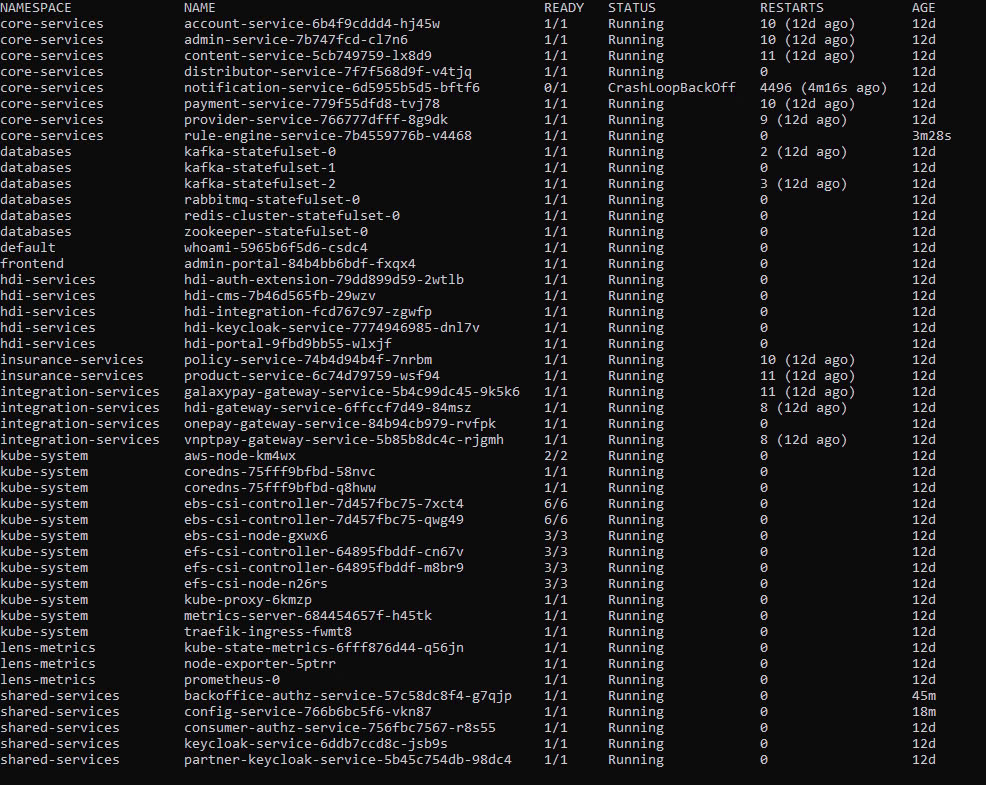 NAMESPACE NAME READY STATUS RESTARTS AGE
core-services account-service-6b4f9cddd4-hj45w 1/1 Running 10 (12d ago) 12d
core-services admin-service-7b747fcd-cl7n6 1/1 Running 10 (12d ago) 12d
core-services content-service-5cb749759-lx8d9 1/1 Running 11 (12d ago) 12d
core-services distributor-service-7f7f568d9f-v4tjq 1/1 Running 0 12d
core-services notification-service-6d5955b5d5-bftf6 0/1 CrashLoopBackOff 4496 (4m16s ago) 12d
core-services payment-service-779f55dfd8-tvj78 1/1 Running 10 (12d ago) 12d
core-services provider-service-766777dfff-8g9dk 1/1 Running 9 (12d ago) 12d
core-services rule-engine-service-7b4559776b-v4468 1/1 Running 0 3m28s
databases kafka-statefulset-0 1/1 Running 2 (12d ago) 12d
databases kafka-statefulset-1 1/1 Running 0 12d
databases kafka-statefulset-2 1/1 Running 3 (12d ago) 12d
databases rabbitmq-statefulset-0 1/1 Running 0 12d
databases redis-cluster-statefulset-0 1/1 Running 0 12d
databases zookeeper-statefulset-0 1/1 Running 0 12d
default whoami-5965b6f5d6-csdc4 1/1 Running 0 12d
frontend admin-portal-84b4bb6bdf-fxqx4 1/1 Running 0 12d
hdi-services hdi-auth-extension-79dd899d59-2wtlb 1/1 Running 0 12d
hdi-services hdi-cms-7b46d565fb-29wzv 1/1 Running 0 12d
hdi-services hdi-integration-fcd767c97-zgwfp 1/1 Running 0 12d
hdi-services hdi-keycloak-service-7774946985-dnl7v 1/1 Running 0 12d
hdi-services hdi-portal-9fbd9bb55-wlxjf 1/1 Running 0 12d
insurance-services policy-service-74b4d94b4f-7nrbm 1/1 Running 10 (12d ago) 12d
insurance-services product-service-6c74d79759-wsf94 1/1 Running 11 (12d ago) 12d
integration-services galaxypay-gateway-service-5b4c99dc45-9k5k6 1/1 Running 11 (12d ago) 12d
integration-services hdi-gateway-service-6ffccf7d49-84msz 1/1 Running 8 (12d ago) 12d
integration-services onepay-gateway-service-84b94cb979-rvfpk 1/1 Running 0 12d
integration-services vnptpay-gateway-service-5b85b8dc4c-rjgmh 1/1 Running 8 (12d ago) 12d
kube-system aws-node-km4wx 2/2 Running 0 12d
kube-system coredns-75fff9bfbd-58nvc 1/1 Running 0 12d
kube-system coredns-75fff9bfbd-q8hww 1/1 Running 0 12d
kube-system ebs-csi-controller-7d457fbc75-7xct4 6/6 Running 0 12d
kube-system ebs-csi-controller-7d457fbc75-qwg49 6/6 Running 0 12d
kube-system ebs-csi-node-gxwx6 3/3 Running 0 12d
kube-system efs-csi-controller-64895fbddf-cn67v 3/3 Running 0 12d
kube-system efs-csi-controller-64895fbddf-m8br9 3/3 Running 0 12d
kube-system efs-csi-node-n26rs 3/3 Running 0 12d
kube-system kube-proxy-6kmzp 1/1 Running 0 12d
kube-system metrics-server-684454657f-h45tk 1/1 Running 0 12d
kube-system traefik-ingress-fwmt8 1/1 Running 0 12d
lens-metrics kube-state-metrics-6fff876d44-q56jn 1/1 Running 0 12d
lens-metrics node-exporter-5ptrr 1/1 Running 0 12d
lens-metrics prometheus-0 1/1 Running 0 12d
shared-services backoffice-authz-service-57c58dc8f4-g7qjp 1/1 Running 0 45m
shared-services config-service-766b6bc5f6-vkn87 1/1 Running 0 18m
shared-services consumer-authz-service-756fbc7567-r8s55 1/1 Running 0 12d
shared-services keycloak-service-6ddb7ccd8c-jsb9s 1/1 Running 0 12d
shared-services partner-keycloak-service-5b45c754db-98dc4 1/1 Running 0 12d